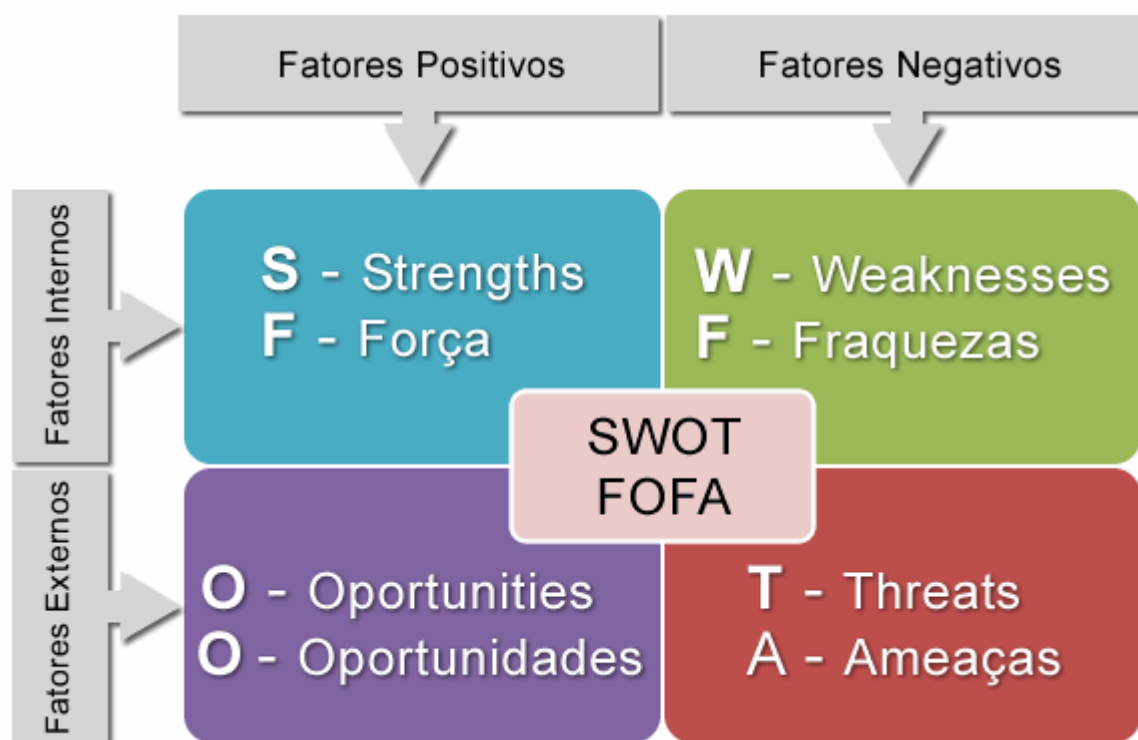 Fatores Positivos
Fatores Negativos
Fatores Internos
S - Strengths
F - Força
W - Weaknesses
F - Fraquezas
SWOT
FOFA
Fatores Externos
O - Oportunities
O - Oportunidades
T - Threats
A - Ameaças